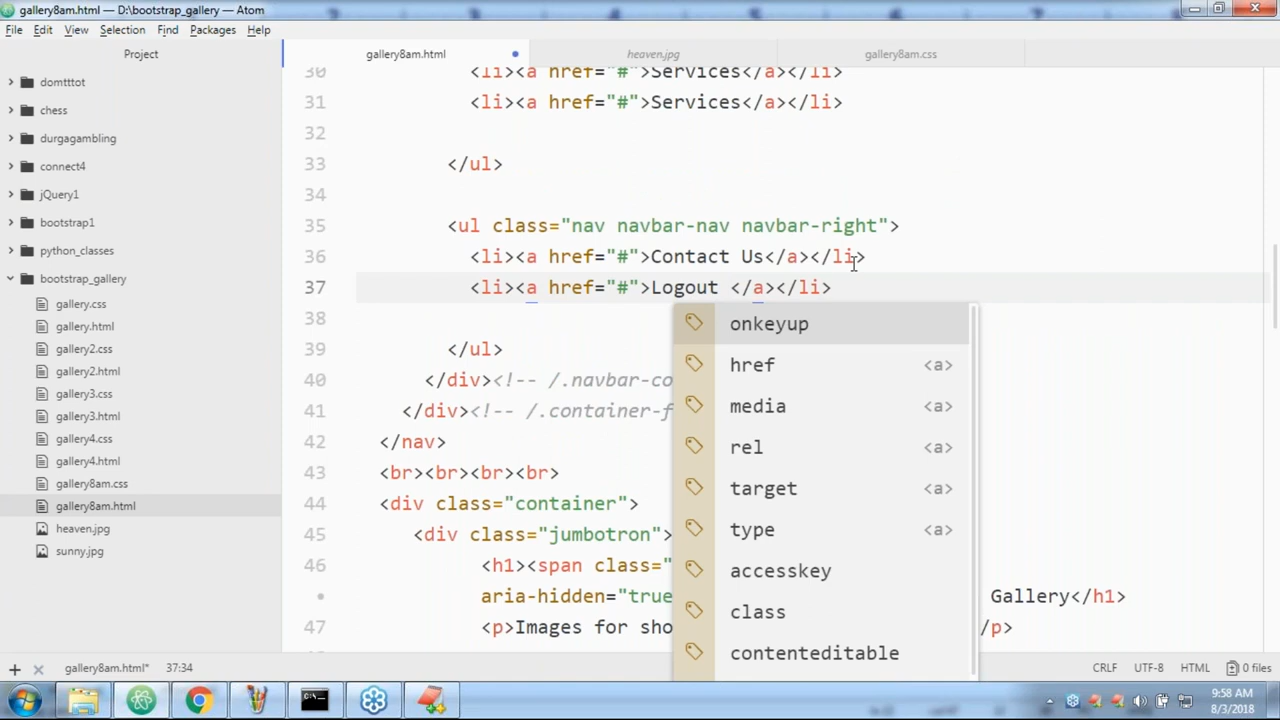 gallery8am.html — D:\bootstrap_gallery — Atom
File Edit View Selection Find Packages Help
Project
gallery8am.html heaven.jpg gallery8am.css
domtttot
chess
durgagambling
connect4
jQuery1
bootstrap1
python_classes
bootstrap_gallery
gallery.css
gallery.html
gallery2.css
gallery2.html
gallery3.css
gallery3.html
gallery4.css
gallery4.html
gallery8am.css
gallery8am.html
heaven.jpg
sunny.jpg
30 <li><a href="#">Services</a></li>
31 <li><a href="#">Services</a></li>
32
33 </ul>
34
35 <ul class="nav navbar-nav navbar-right">
36 <li><a href="#">Contact Us</a></li>
37 <li><a href="#">Logout </a></li>
38
39 </ul>
40 </div><!-- /.navbar-co
41 </div><!-- /.container-f
42 </nav>
43 <br><br><br><br>
44 <div class="container">
45 <div class="jumbotron">
46 <h1><span class="
• aria-hidden="true Gallery</h1>
47 <p>Images for sho /p>
onkeyup
href <a>
media <a>
rel <a>
target <a>
type <a>
accesskey
class
contenteditable
gallery8am.html* 37:34 CRLF UTF-8 HTML 0 files
9:58 AM
8/3/2018